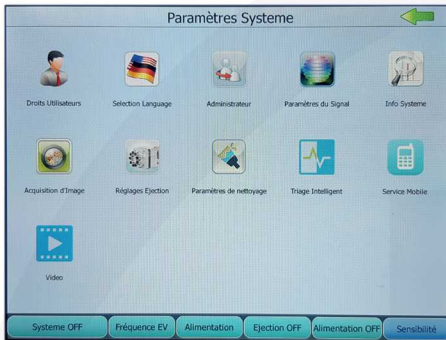 Paramètres Systeme
Droits Utilisateurs
Selection Language
Administrateur
Paramètres du Signal
Info Systeme
Acquisition d'Image
Réglages Ejection
Paramètres de nettoyage
Triage Intelligent
Service Mobile
Video
Systeme OFF
Fréquence EV
Alimentation
Ejection OFF
Alimentation OFF
Sensibilité